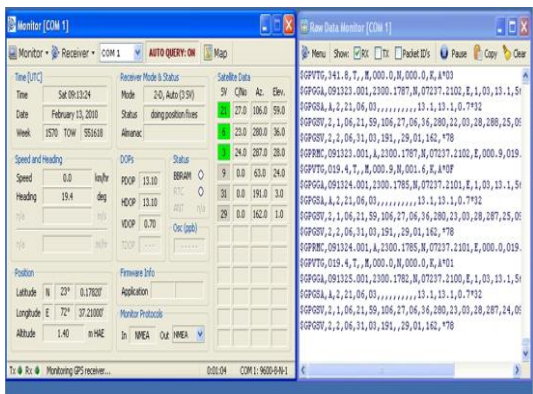 Monitor [COM 1]
Monitor Receiver COM 1 AUTO QUERY: ON Map
Time [UTC]
Time Sat 09:13:24
Date February 13, 2010
Week 1570 TOW 551618
Receiver Mode & Status
Mode 2-D, Auto (3 SV)
Status doing position fixes
Almanac
Satellite Data
SV C/No Az. Elev.
21 27.0 106.0 59.0
6 23.0 280.0 36.0
3 24.0 287.0 28.0
9 0.0 63.0 24.0
31 0.0 191.0 3.0
29 0.0 162.0 1.0
Speed and Heading
Speed 0.0 km/hr
Heading 19.4 deg
n/a n/a
n/a
DOPs
PDOP 13.10
HDOP 13.10
VDOP 0.70
TDOP ---
Status
BBRAM
RTC
ANT n/a
Osc (ppb)
Position
Latitude N 23° 0.17820'
Longitude E 72° 37.21000'
Altitude 1.40 m HAE
Firmware Info
Application
Monitor Protocols
In NMEA Out NMEA
Tx Rx Monitoring GPS receiver... 0:01:04 COM 1: 9600-8-N-1
Raw Data Monitor [COM 1]
Menu Show: RX TX Packet ID's Pause Copy Clear
$GPVTG,341.8,T,,M,000.0,N,000.0,K,A*03
$GPGGA,091323.001,2300.1787,N,07237.2102,E,1,03,13.1,5
$GPGSA,A,2,21,06,03,,,,,,,,,,13.1,13.1,0.7*32
$GPGSV,2,1,06,21,59,106,27,06,36,280,22,03,28,288,25,09
$GPGSV,2,2,06,31,03,191,,29,01,162,*78
$GPRMC,091323.001,A,2300.1787,N,07237.2102,E,000.9,019.
$GPVTG,019.4,T,,M,000.9,N,001.6,K,A*0F
$GPGGA,091324.001,2300.1785,N,07237.2101,E,1,03,13.1,5
$GPGSA,A,2,21,06,03,,,,,,,,,,13.1,13.1,0.7*32
$GPGSV,2,1,06,21,59,106,27,06,36,280,23,03,28,287,25,09
$GPGSV,2,2,06,31,03,191,,29,01,162,*78
$GPRMC,091324.001,A,2300.1785,N,07237.2101,E,000.0,019.
$GPVTG,019.4,T,,M,000.0,N,000.0,K,A*01
$GPGGA,091325.001,2300.1782,N,07237.2100,E,1,03,13.1,5
$GPGSA,A,2,21,06,03,,,,,,,,,,13.1,13.1,0.7*32
$GPGSV,2,1,06,21,59,106,27,06,36,280,23,03,28,287,24,09
$GPGSV,2,2,06,31,03,191,,29,01,162,*78